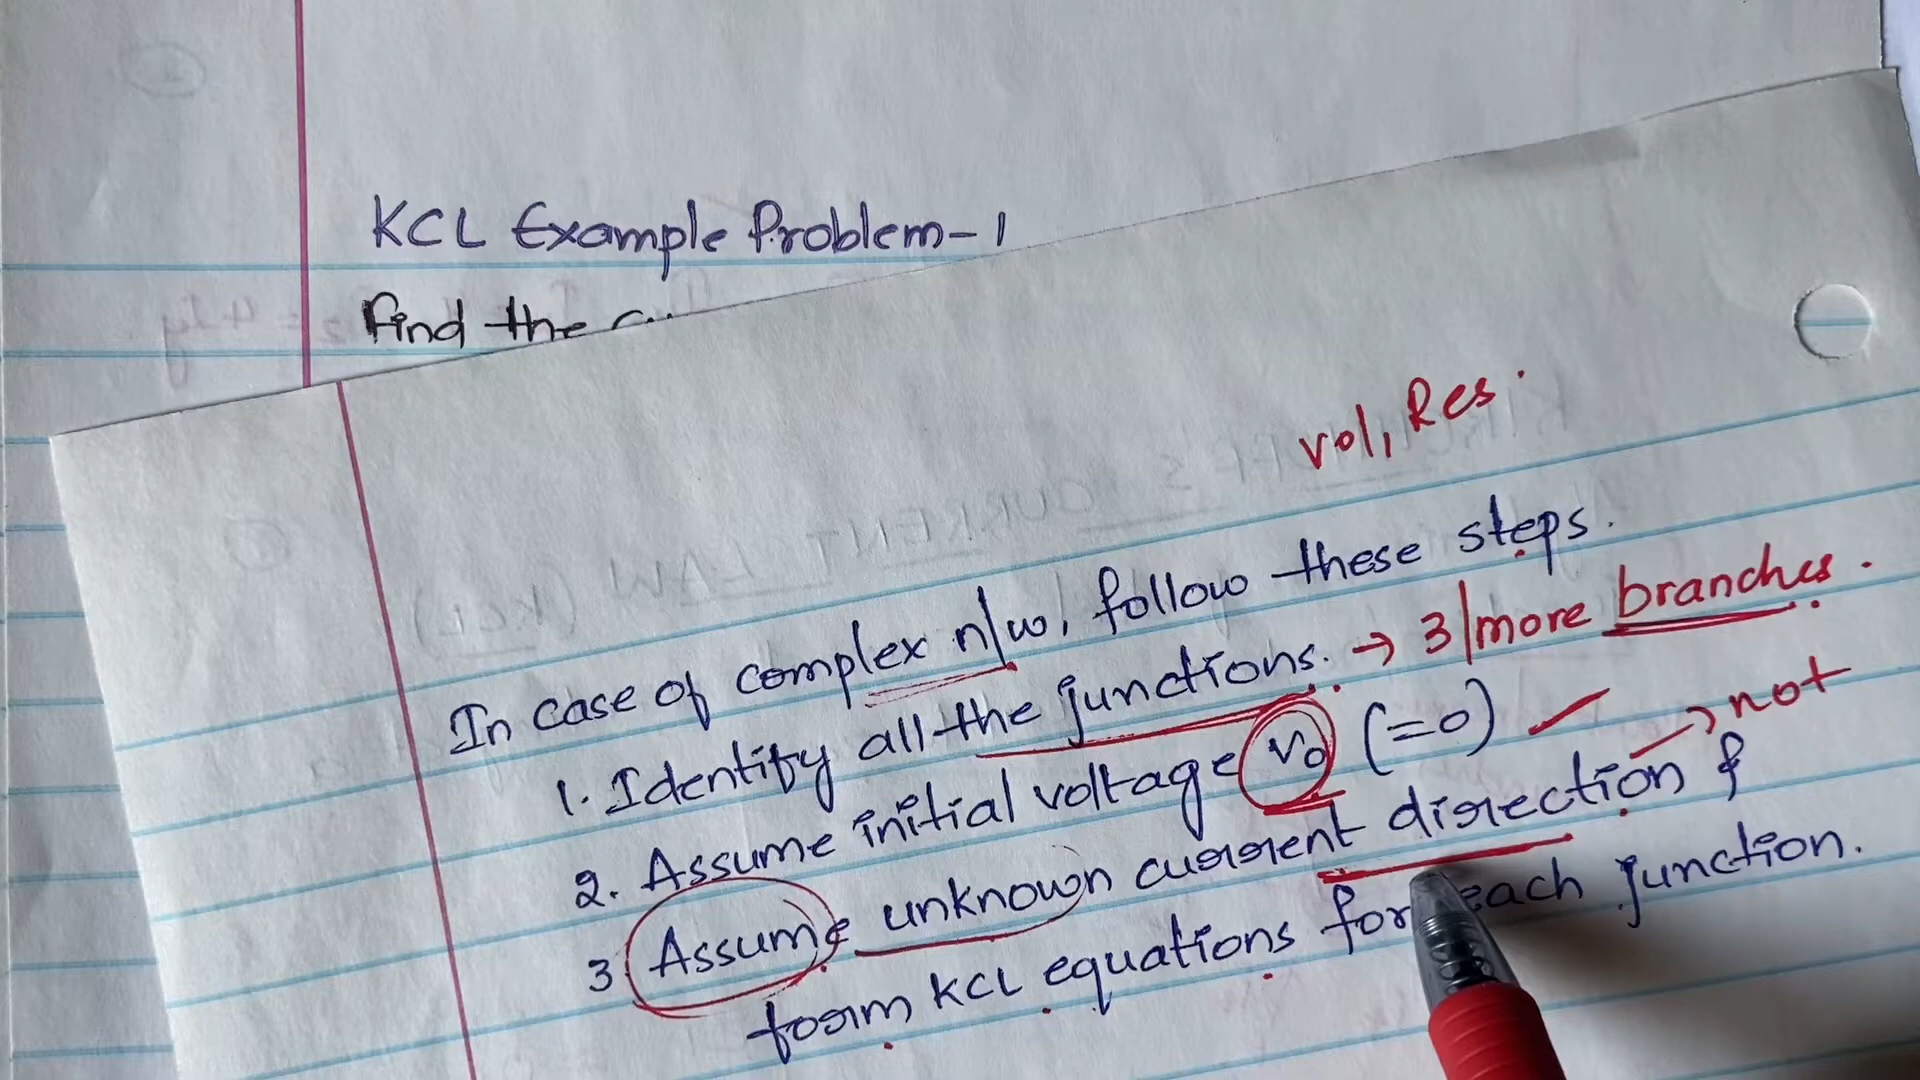 KCL Example Problem-1
Find the
vol, Res.
In case of complex n/w, follow these steps.
1. Identify all the junctions. → 3/more branches.
2. Assume initial voltage V0 (=0)
→ not
3. Assume unknown current direction &
form KCL equations for each junction.